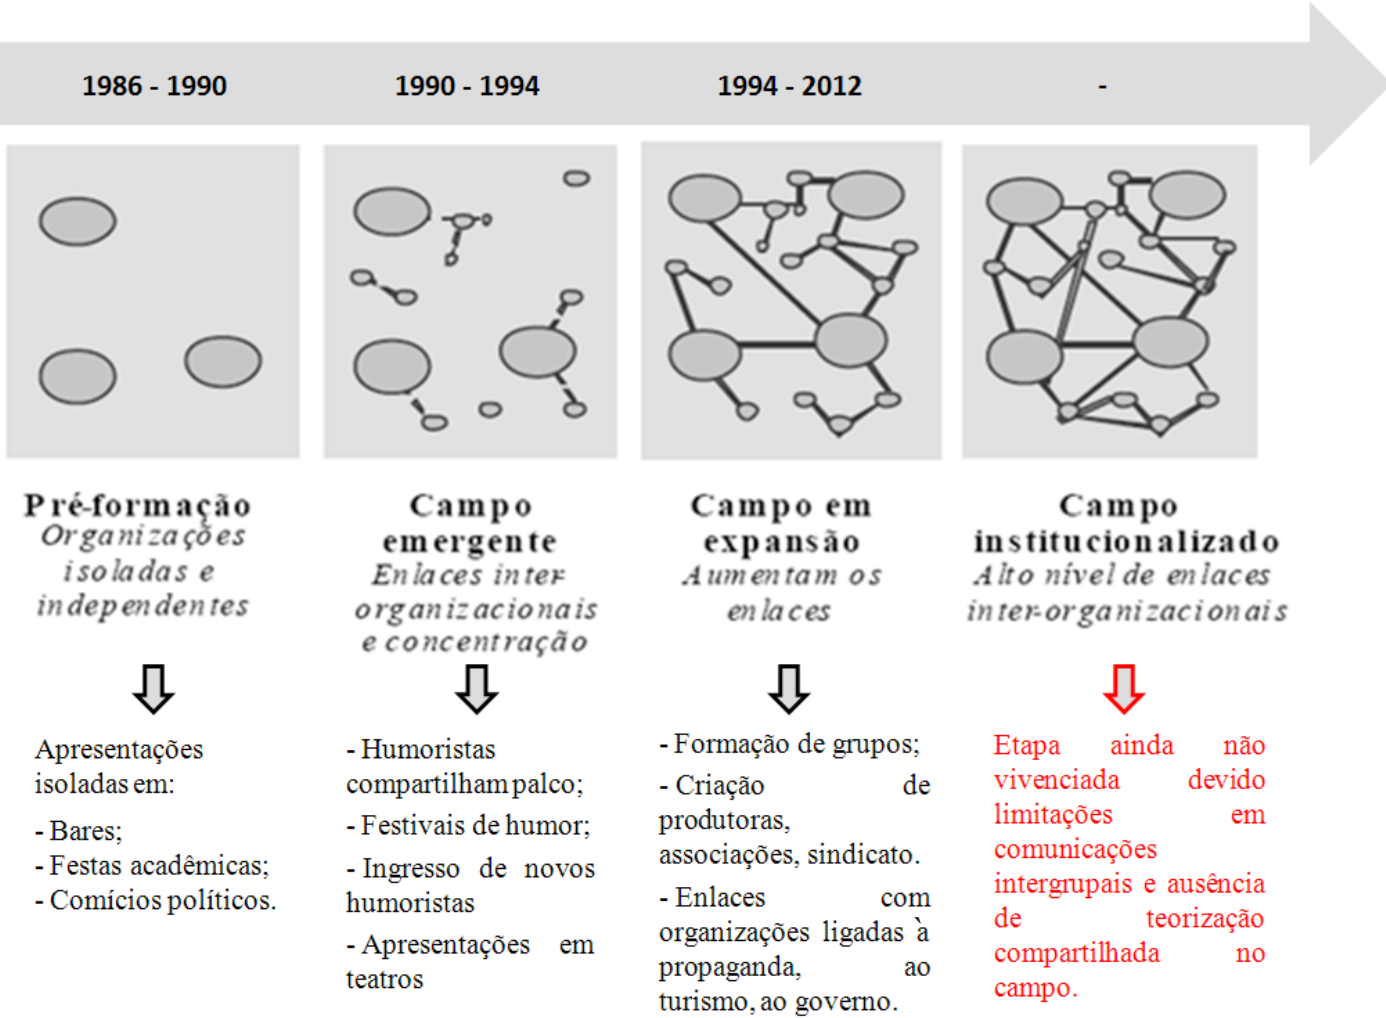 1986 - 1990
1990 - 1994
1994 - 2012
-
Pré-formação
Organizações
isoladas e
independentes
Campo
emergente
Enlaces inter-
organizacionais
e concentração
Campo em
expansão
Aumentam os
enlaces
Campo
institucionalizado
Alto nível de enlaces
inter-organizacionais
Apresentações
isoladas em:
- Bares;
- Festas acadêmicas;
- Comícios políticos.
- Humoristas
compartilham palco;
- Festivais de humor;
- Ingresso de novos
humoristas
- Apresentações em
teatros
- Formação de grupos;
- Criação de
produtoras,
associações, sindicato.
- Enlaces com
organizações ligadas à
propaganda, ao
turismo, ao governo.
Etapa ainda não
vivenciada devido
limitações em
comunicações
intergrupais e ausência
de teorização
compartilhada no
campo.